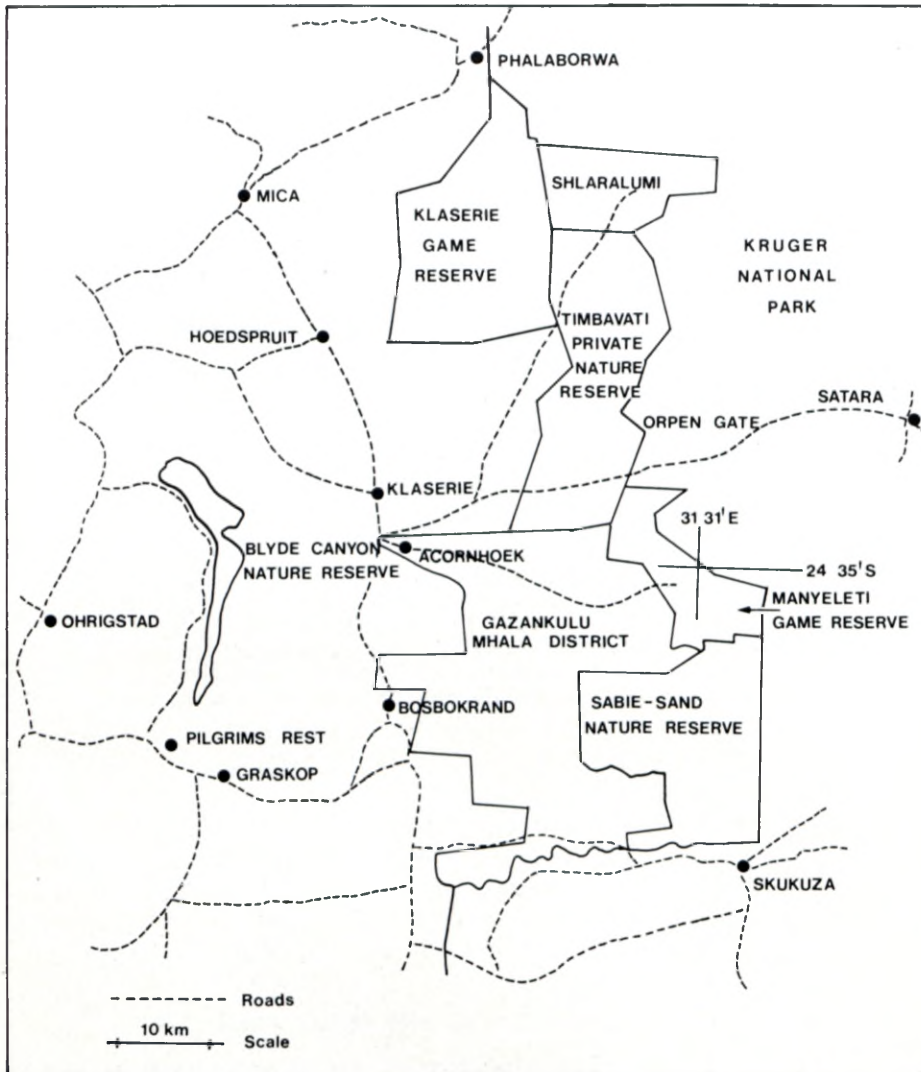 PHALABORWA
SHLARALUMI
MICA
KLASERIE
GAME
RESERVE
KRUGER
NATIONAL
PARK
HOEDSPRUIT
TIMBAVATI
PRIVATE
NATURE
RESERVE
SATARA
ORPEN GATE
KLASERIE
31 31'E
BLYDE CANYON
NATURE RESERVE
ACORNHOEK
24 35'S
MANYELETI
GAME RESERVE
OHRIGSTAD
GAZANKULU
MHALA DISTRICT
BOSBOKRAND
SABIE-SAND
NATURE RESERVE
PILGRIMS REST
GRASKOP
SKUKUZA
Roads
10 km
Scale